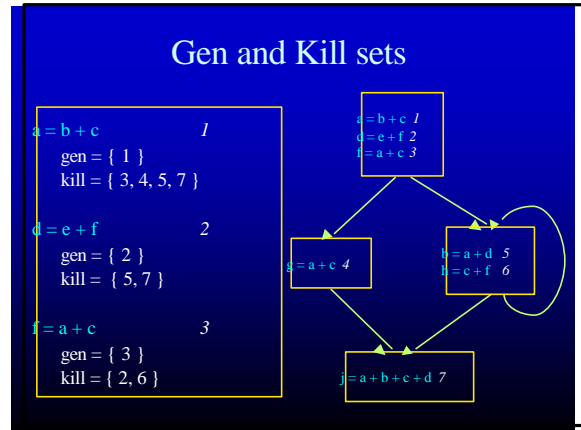 Gen and Kill sets
a = b + c 1
gen = { 1 }
kill = { 3, 4, 5, 7 }
d = e + f 2
gen = { 2 }
kill = { 5, 7 }
f = a + c 3
gen = { 3 }
kill = { 2, 6 }
a = b + c 1
d = e + f 2
f = a + c 3
g = a + c 4
b = a + d 5
h = c + f 6
j = a + b + c + d 7